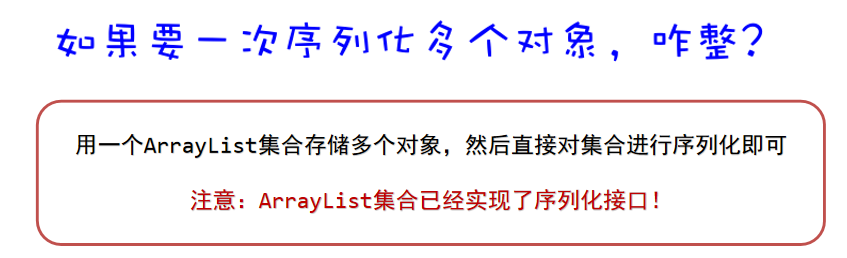 如果要一次序列化多个对象，咋整？
用一个ArrayList集合存储多个对象，然后直接对集合进行序列化即可
注意：ArrayList集合已经实现了序列化接口！